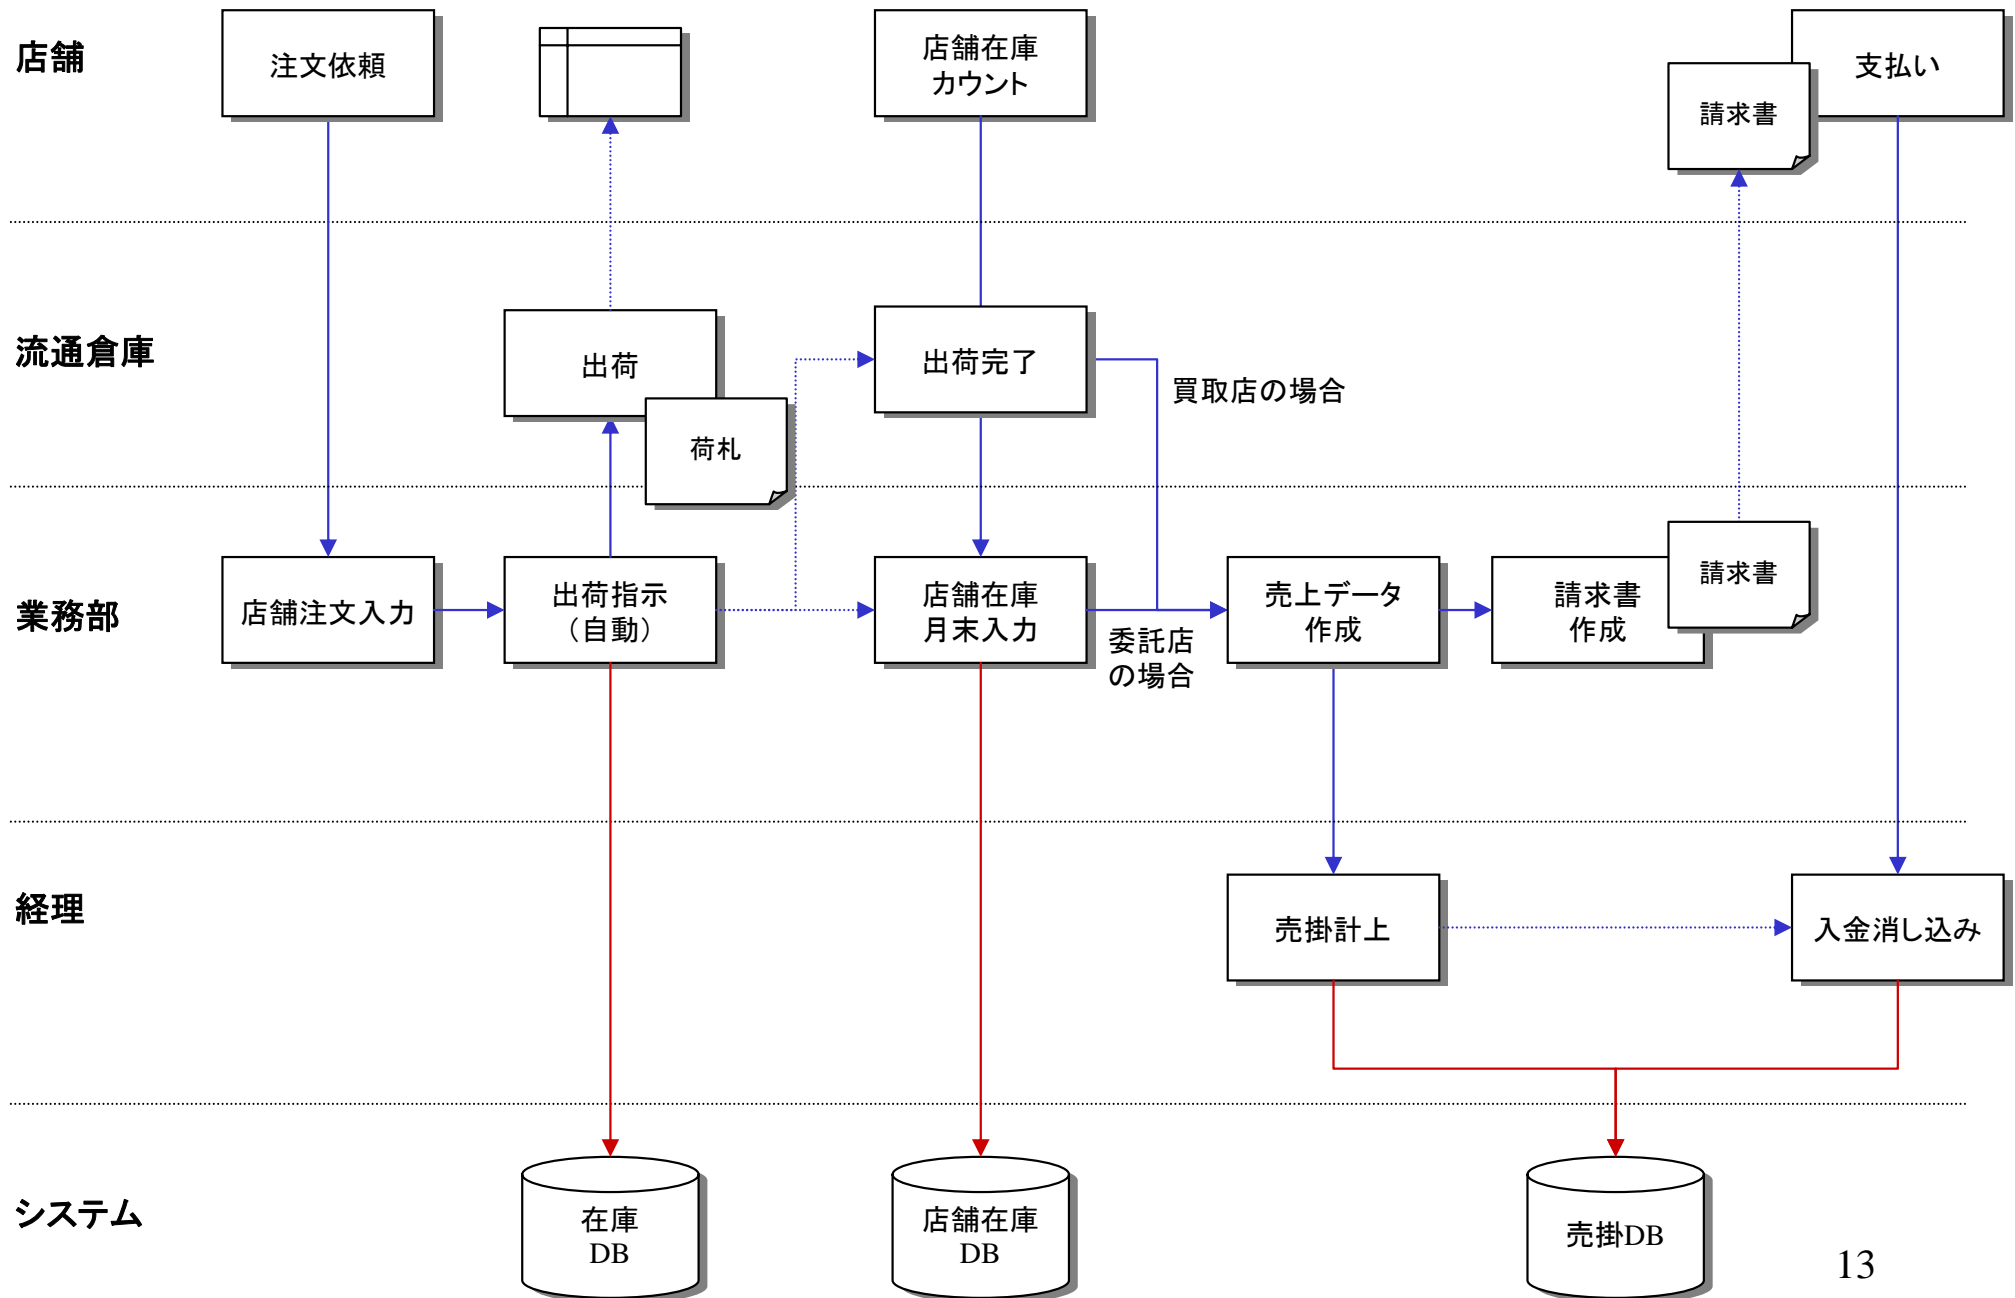 店舗
注文依頼
店舗在庫
カウント
支払い
請求書
流通倉庫
出荷
荷札
出荷完了
買取店の場合
業務部
店舗注文入力
出荷指示
（自動）
店舗在庫
月末入力
委託店
の場合
売上データ
作成
請求書
作成
請求書
経理
売掛計上
入金消し込み
システム
在庫
DB
店舗在庫
DB
売掛DB
13